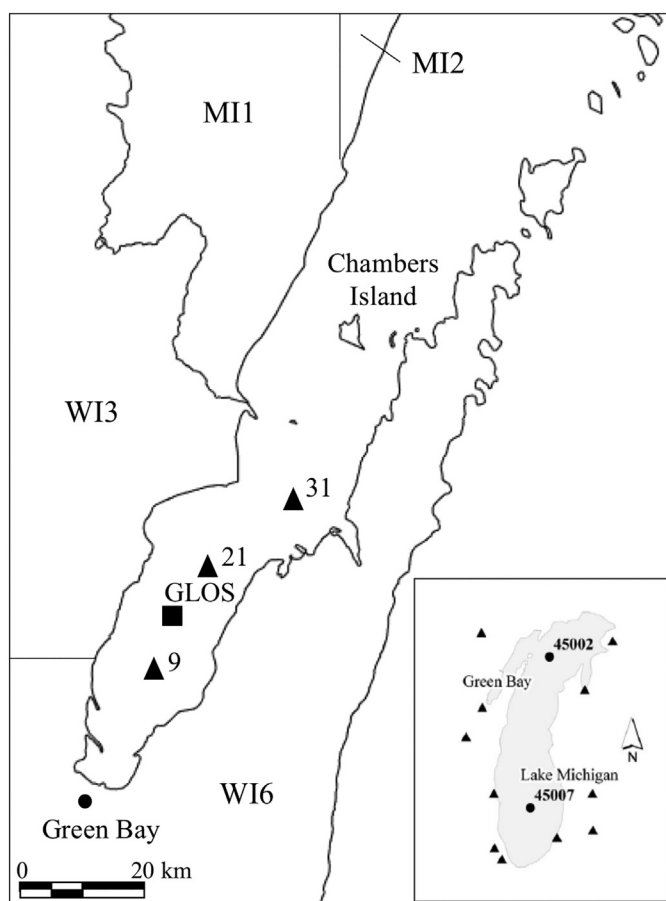 MI1
MI2
Chambers
Island
WI3
31
21
GLOS
9
WI6
Green Bay
0 20 km
45002
Green Bay
N
Lake Michigan
45007